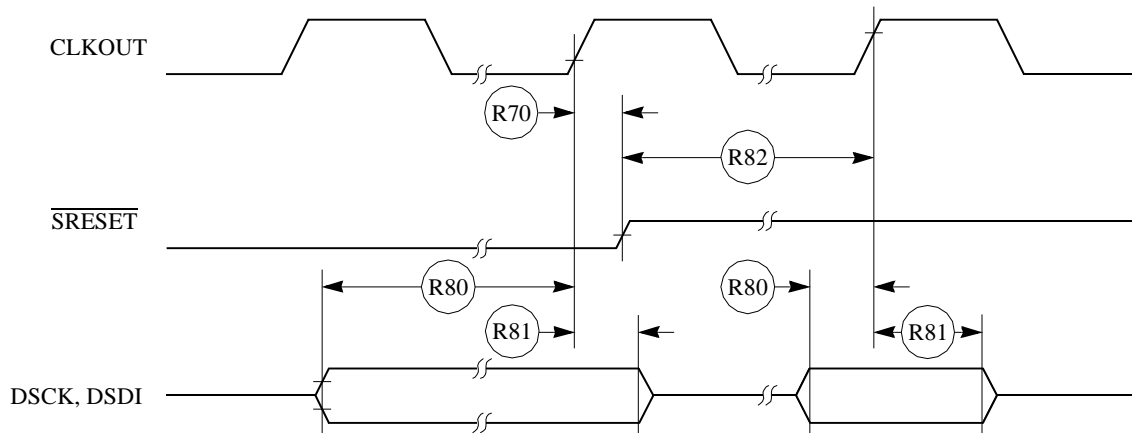 CLKOUT
R70
R82
SRESET
R80
R80
R81
R81
DSCK, DSDI